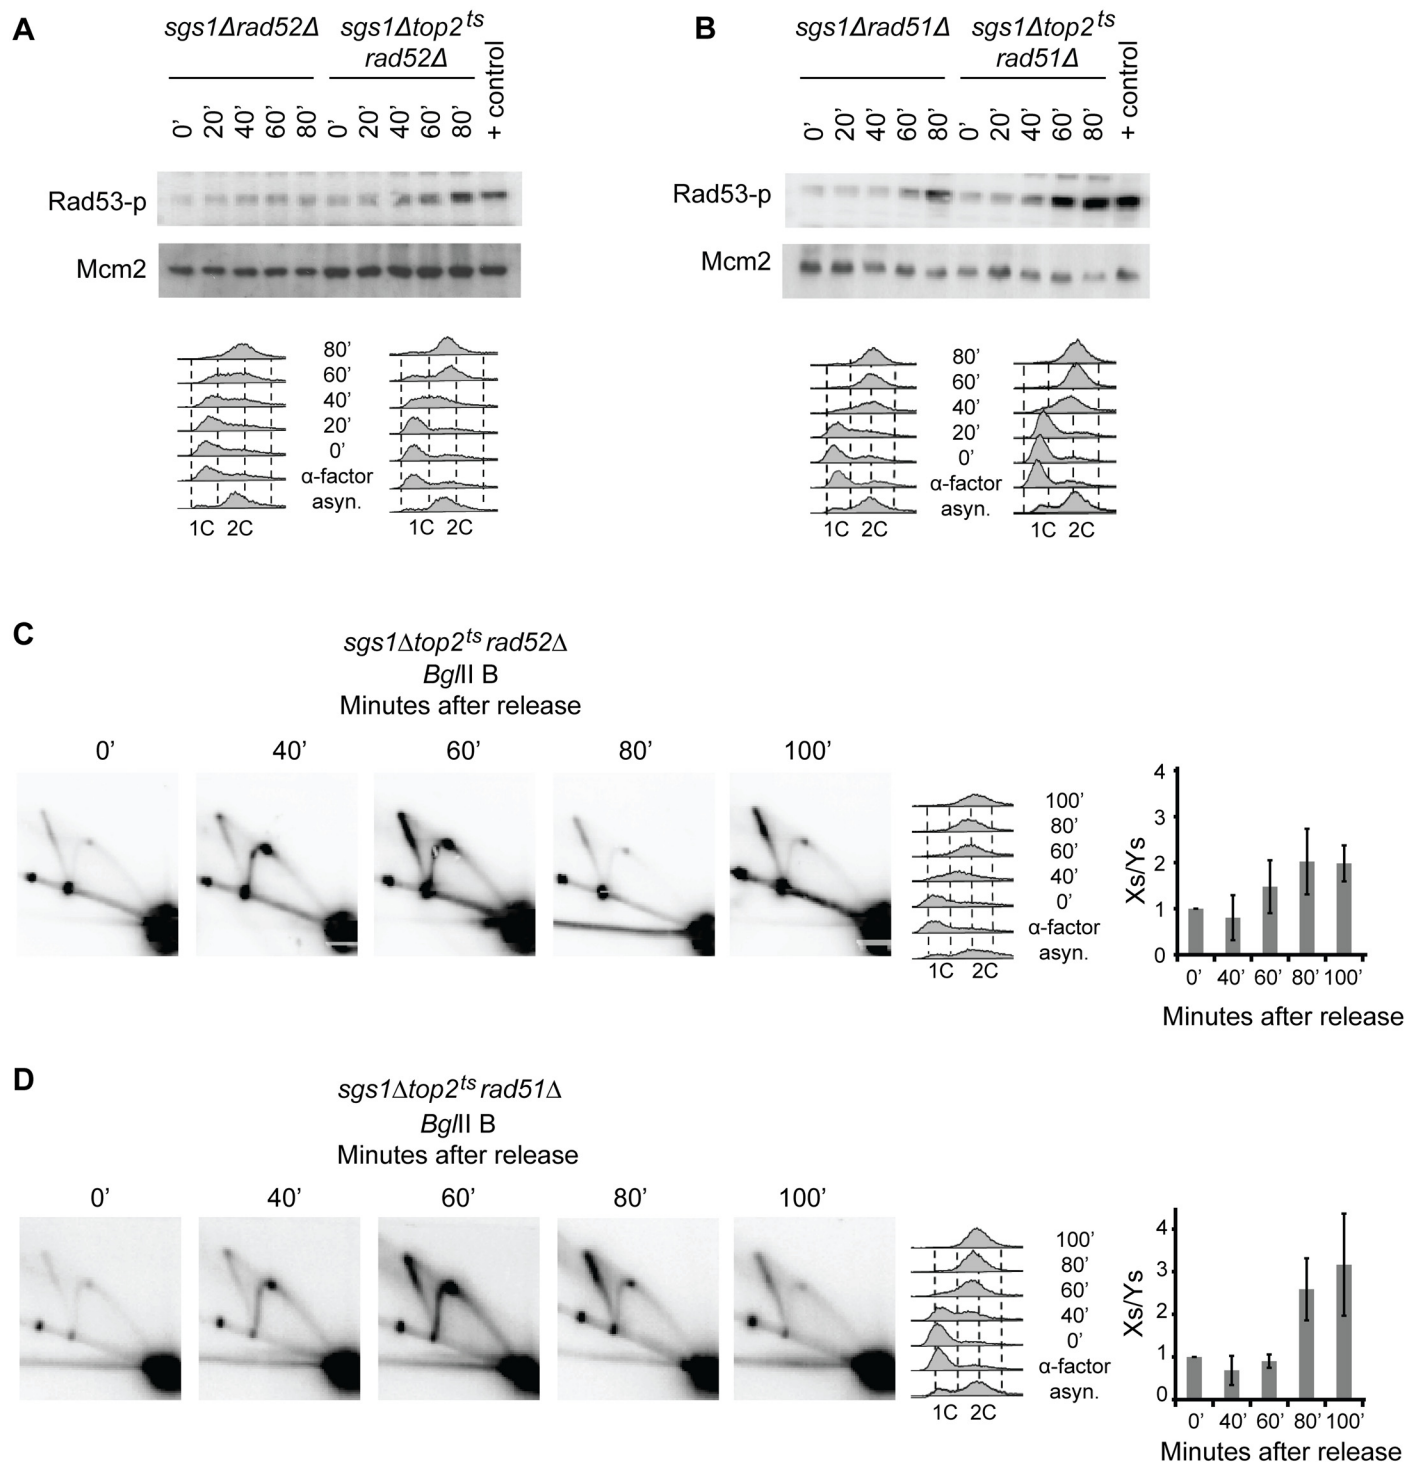 A
sgs1Δrad52Δ
sgs1Δtop2ts
rad52Δ
0’ 20’ 40’ 60’ 80’ 0’ 20’ 40’ 60’ 80’ + control
Rad53-p
Mcm2
80’
60’
40’
20’
0’
α-factor
asyn.
1C 2C
1C 2C
B
sgs1Δrad51Δ
sgs1Δtop2ts
rad51Δ
0’ 20’ 40’ 60’ 80’ 0’ 20’ 40’ 60’ 80’ + control
Rad53-p
Mcm2
80’
60’
40’
20’
0’
α-factor
asyn.
1C 2C
1C 2C
C
sgs1Δtop2ts rad52Δ
BglII B
Minutes after release
0’ 40’ 60’ 80’ 100’
100’
80’
60’
40’
0’
α-factor
asyn.
1C 2C
Xs/Ys
4
3
2
1
0
0’ 40’ 60’ 80’ 100’
Minutes after release
D
sgs1Δtop2ts rad51Δ
BglII B
Minutes after release
0’ 40’ 60’ 80’ 100’
100’
80’
60’
40’
0’
α-factor
asyn.
1C 2C
Xs/Ys
4
3
2
1
0
0’ 40’ 60’ 80’ 100’
Minutes after release